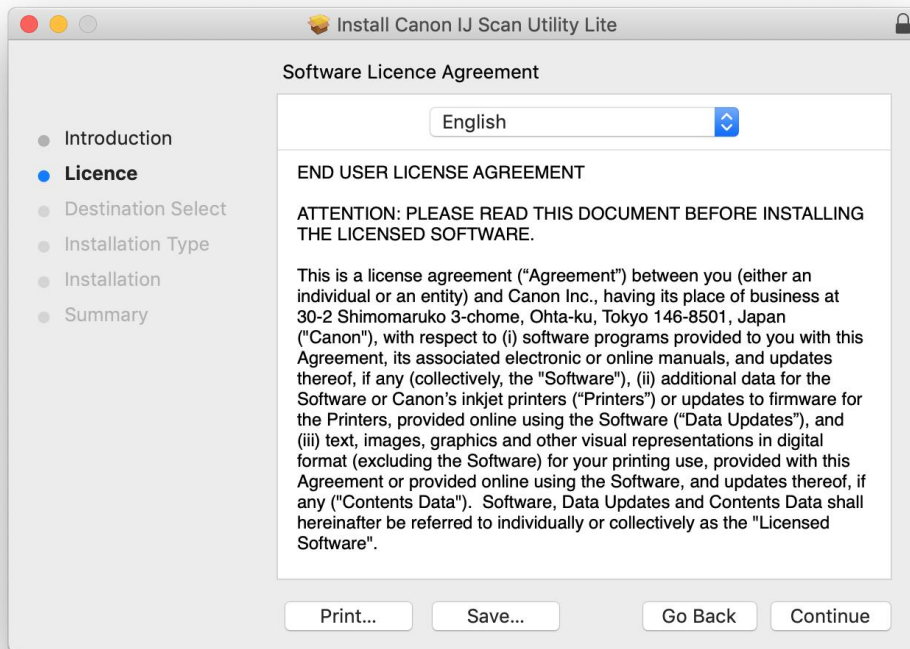 Install Canon IJ Scan Utility Lite
Software Licence Agreement
Introduction
Licence
Destination Select
Installation Type
Installation
Summary
English
END USER LICENSE AGREEMENT
ATTENTION: PLEASE READ THIS DOCUMENT BEFORE INSTALLING
THE LICENSED SOFTWARE.
This is a license agreement (“Agreement”) between you (either an
individual or an entity) and Canon Inc., having its place of business at
30-2 Shimomaruko 3-chome, Ohta-ku, Tokyo 146-8501, Japan
("Canon"), with respect to (i) software programs provided to you with this
Agreement, its associated electronic or online manuals, and updates
thereof, if any (collectively, the "Software"), (ii) additional data for the
Software or Canon’s inkjet printers (“Printers”) or updates to firmware for
the Printers, provided online using the Software (“Data Updates”), and
(iii) text, images, graphics and other visual representations in digital
format (excluding the Software) for your printing use, provided with this
Agreement or provided online using the Software, and updates thereof, if
any ("Contents Data").  Software, Data Updates and Contents Data shall
hereinafter be referred to individually or collectively as the "Licensed
Software".
Print...
Save...
Go Back
Continue